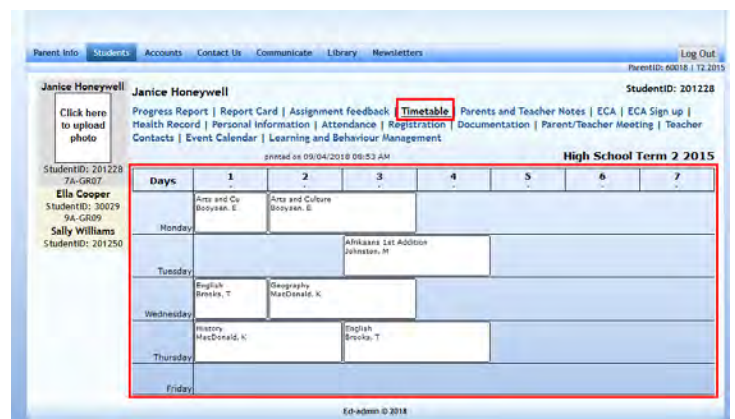 Parent Info Students Accounts Contact Us Communicate Library Newsletters Log Out
ParentID: 60018 | T2 2015
Janice Honeywell
Click here
to upload
photo
StudentID: 201228
7A-GR07
Ella Cooper
StudentID: 30029
9A-GR09
Sally Williams
StudentID: 201250
Janice Honeywell StudentID: 201228
Progress Report | Report Card | Assignment feedback | Timetable | Parents and Teacher Notes | ECA | ECA Sign up |
Health Record | Personal Information | Attendance | Registration | Documentation | Parent/Teacher Meeting | Teacher
Contacts | Event Calendar | Learning and Behaviour Management
printed on 09/04/2018 08:53 AM High School Term 2 2015
Days 1 2 3 4 5 6 7
Arts and Cu Arts and Culture
Booysen, E Booysen, E
Monday
Afrikaans 1st Addition
Johnston, M
Tuesday
English Geography
Brooks, T MacDonald, K
Wednesday
History English
MacDonald, K Brooks, T
Thursday
Friday
Ed-admin © 2018